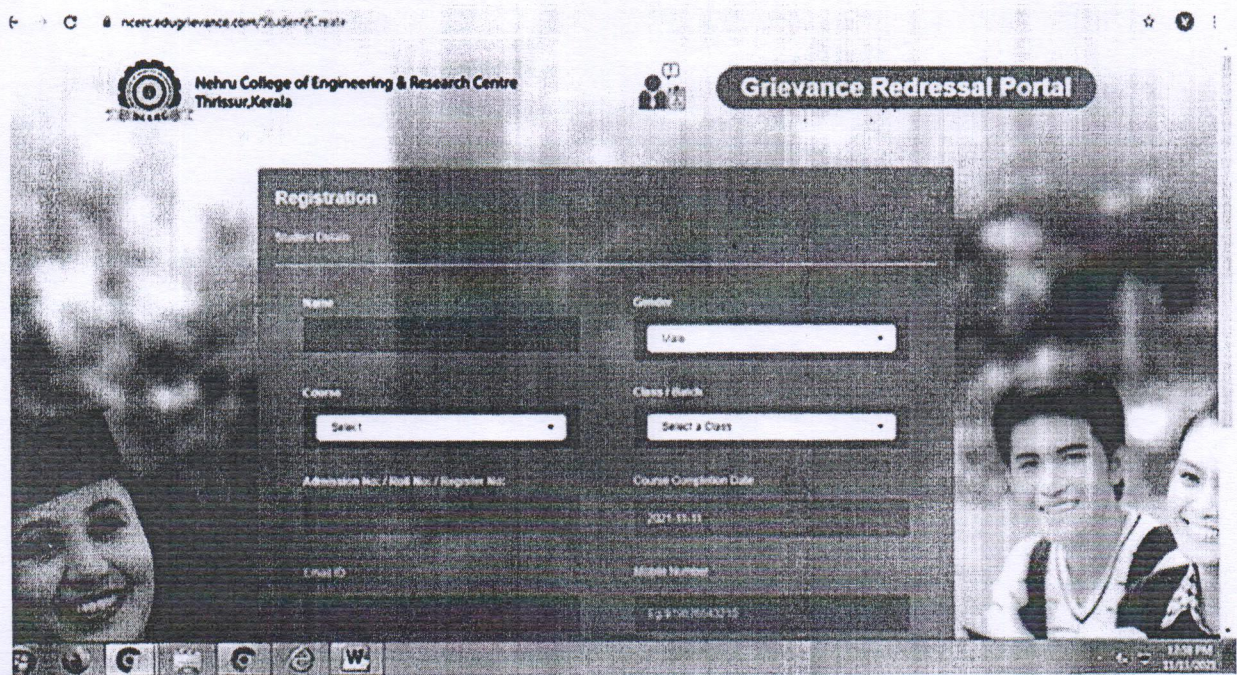 ncerc.edugrievance.com/Student/Create
Nehru College of Engineering & Research Centre
Thrissur,Kerala
Grievance Redressal Portal
Registration
Student Details
Name
Gender
Male
Course
Class / Batch
Select
Select a Class
Admission No: / Roll No: / Register No:
Course Completion Date
2021-11-11
Email ID
Mobile Number
12:58 PM
11/11/2021